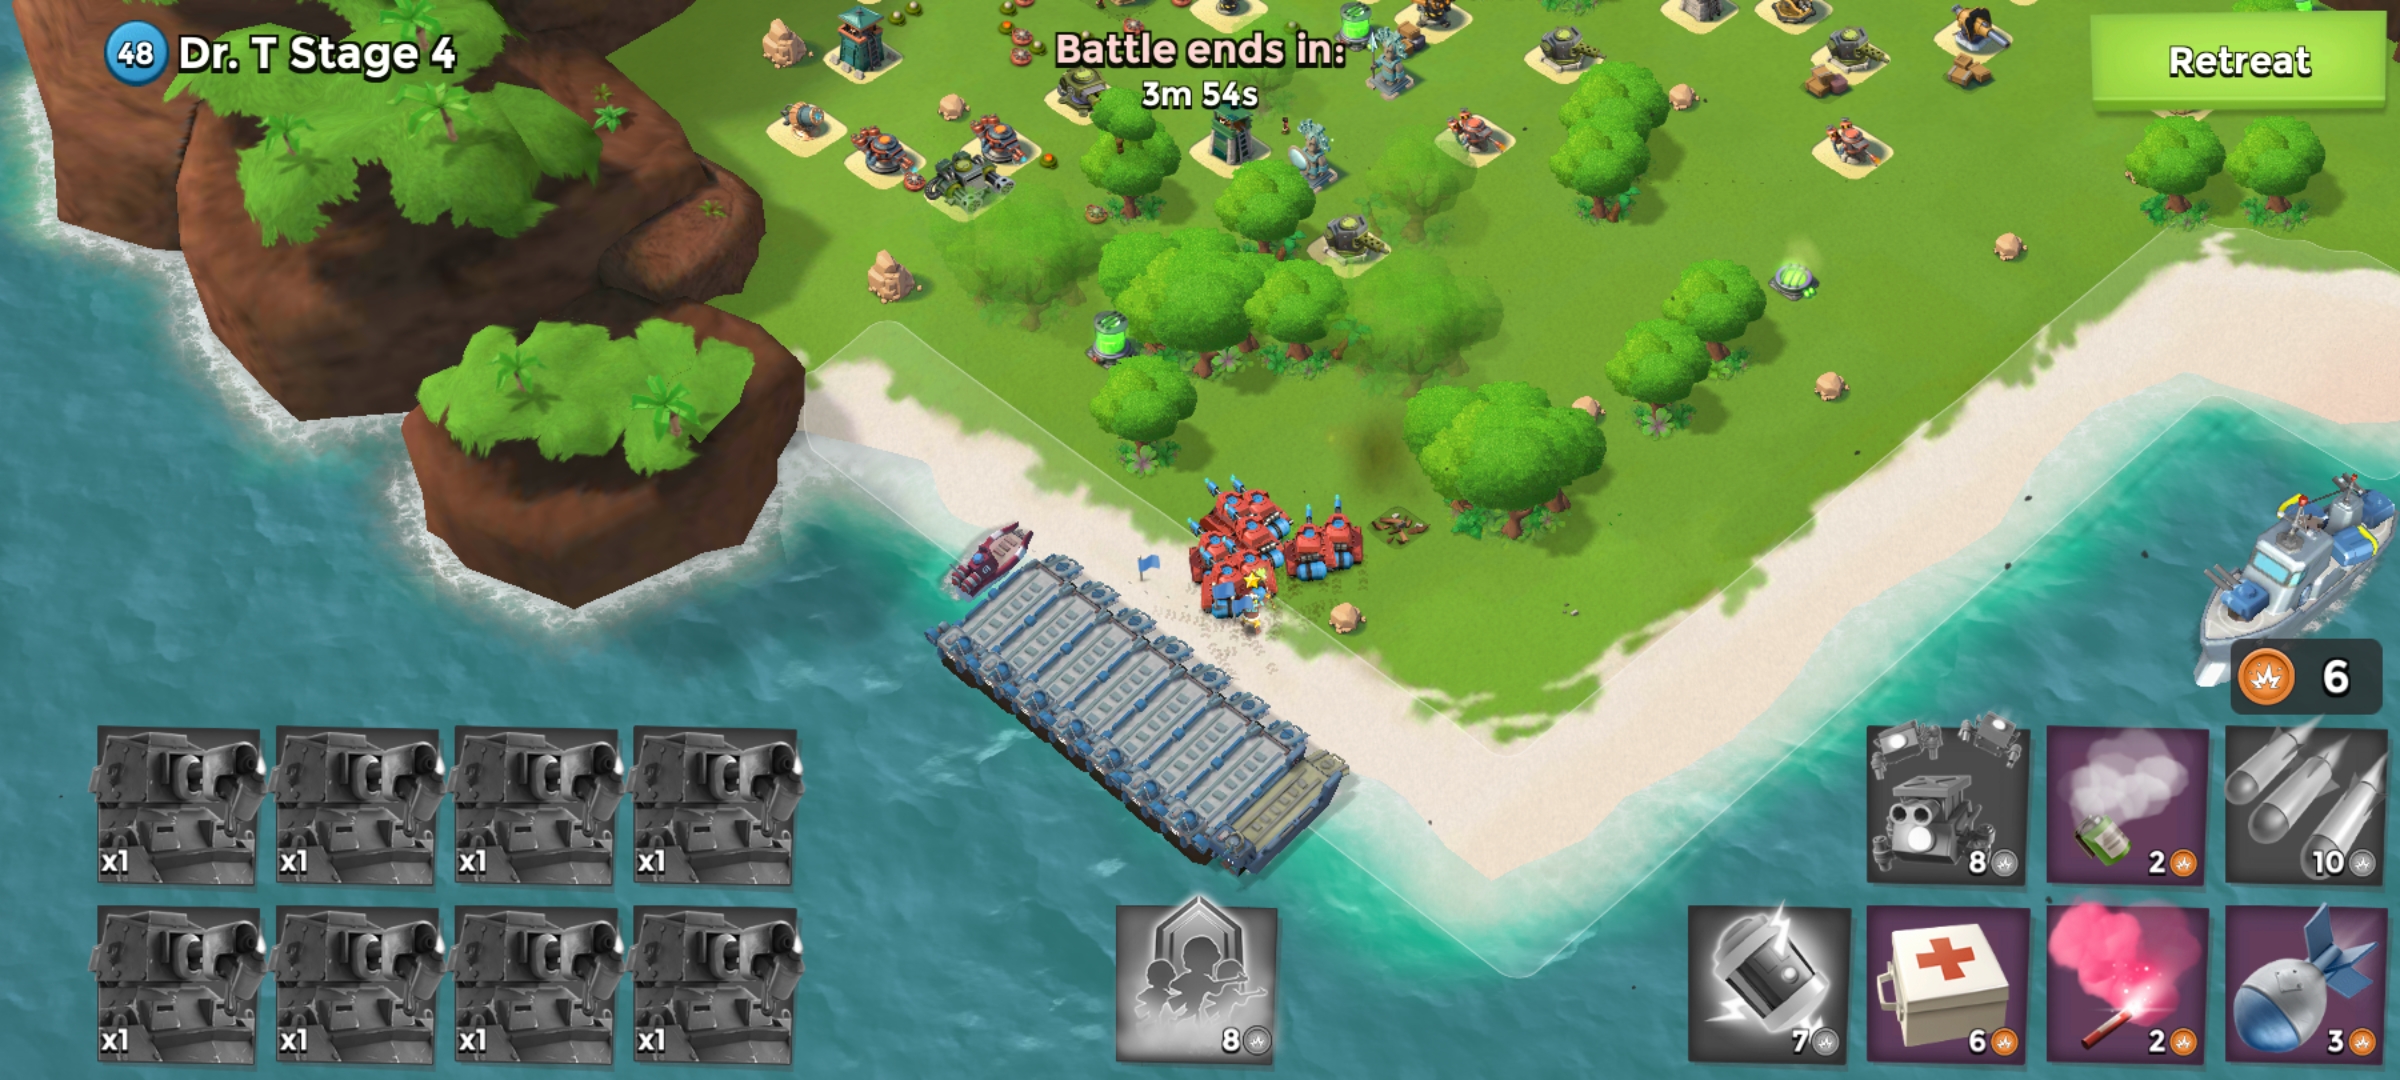 48 Dr. T Stage 4
Battle ends in:
3m 54s
Retreat
6
x1 x1 x1 x1
8 2 10
x1 x1 x1 x1
8 7 6 2 3